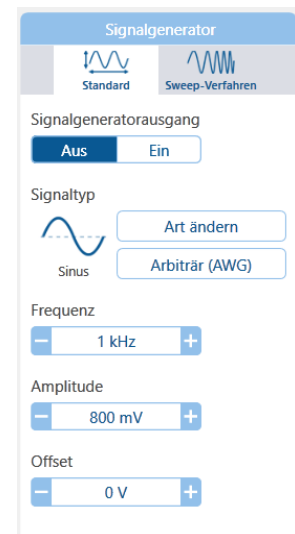 Signalgenerator
Standard Sweep-Verfahren
Signalgeneratorausgang
Aus Ein
Signaltyp
Art ändern
Sinus Arbiträr (AWG)
Frequenz
− 1 kHz +
Amplitude
− 800 mV +
Offset
− 0 V +